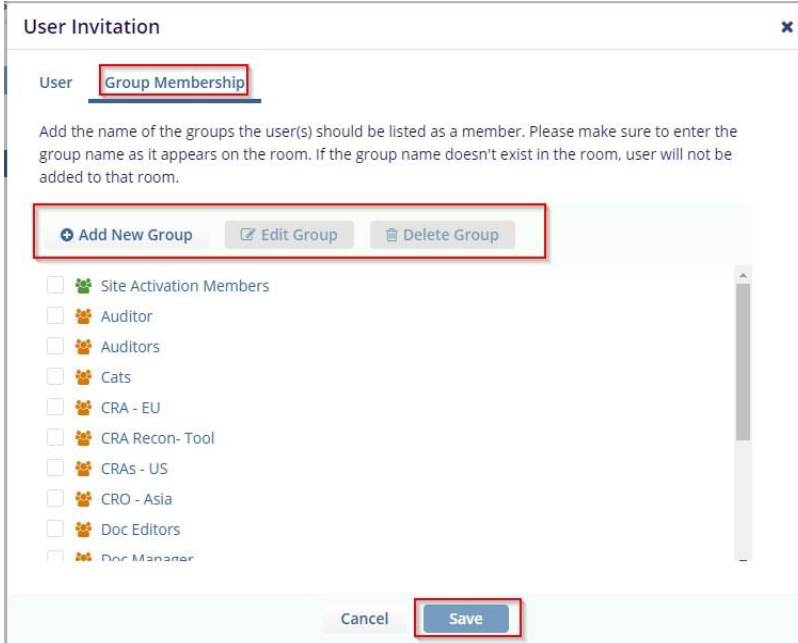 User Invitation
User Group Membership
Add the name of the groups the user(s) should be listed as a member. Please make sure to enter the
group name as it appears on the room. If the group name doesn't exist in the room, user will not be
added to that room.
Add New Group Edit Group Delete Group
Site Activation Members
Auditor
Auditors
Cats
CRA - EU
CRA Recon- Tool
CRAs - US
CRO - Asia
Doc Editors
Doc Manager
Cancel Save